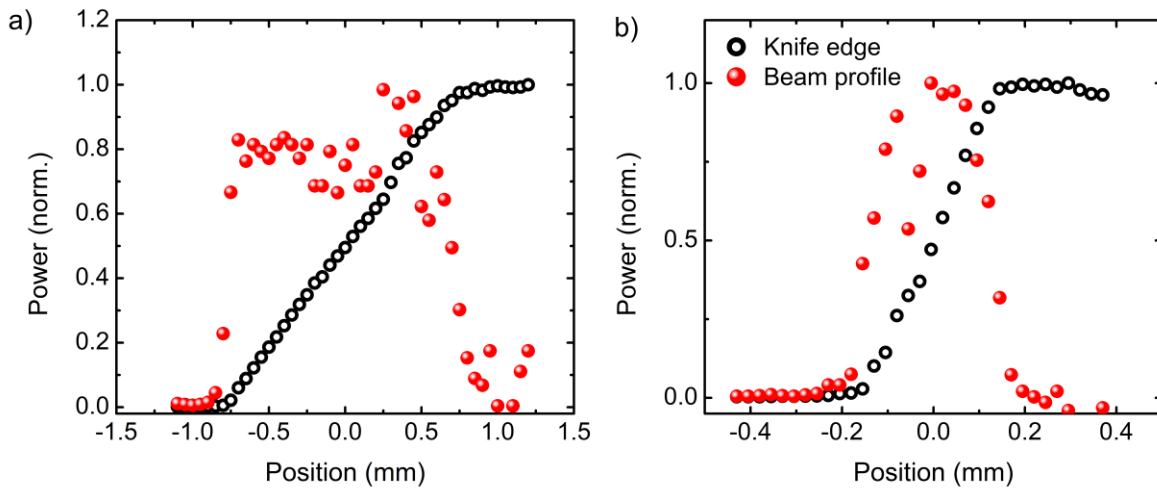 a)
Power (norm.)
1.0
0.8
0.6
0.4
0.2
0.0
-1.5 -1.0 -0.5 0.0 0.5 1.0 1.5
Position (mm)
b)
Knife edge
Beam profile
Power (norm.)
1.0
0.5
0.0
-0.4 -0.2 0.0 0.2 0.4
Position (mm)